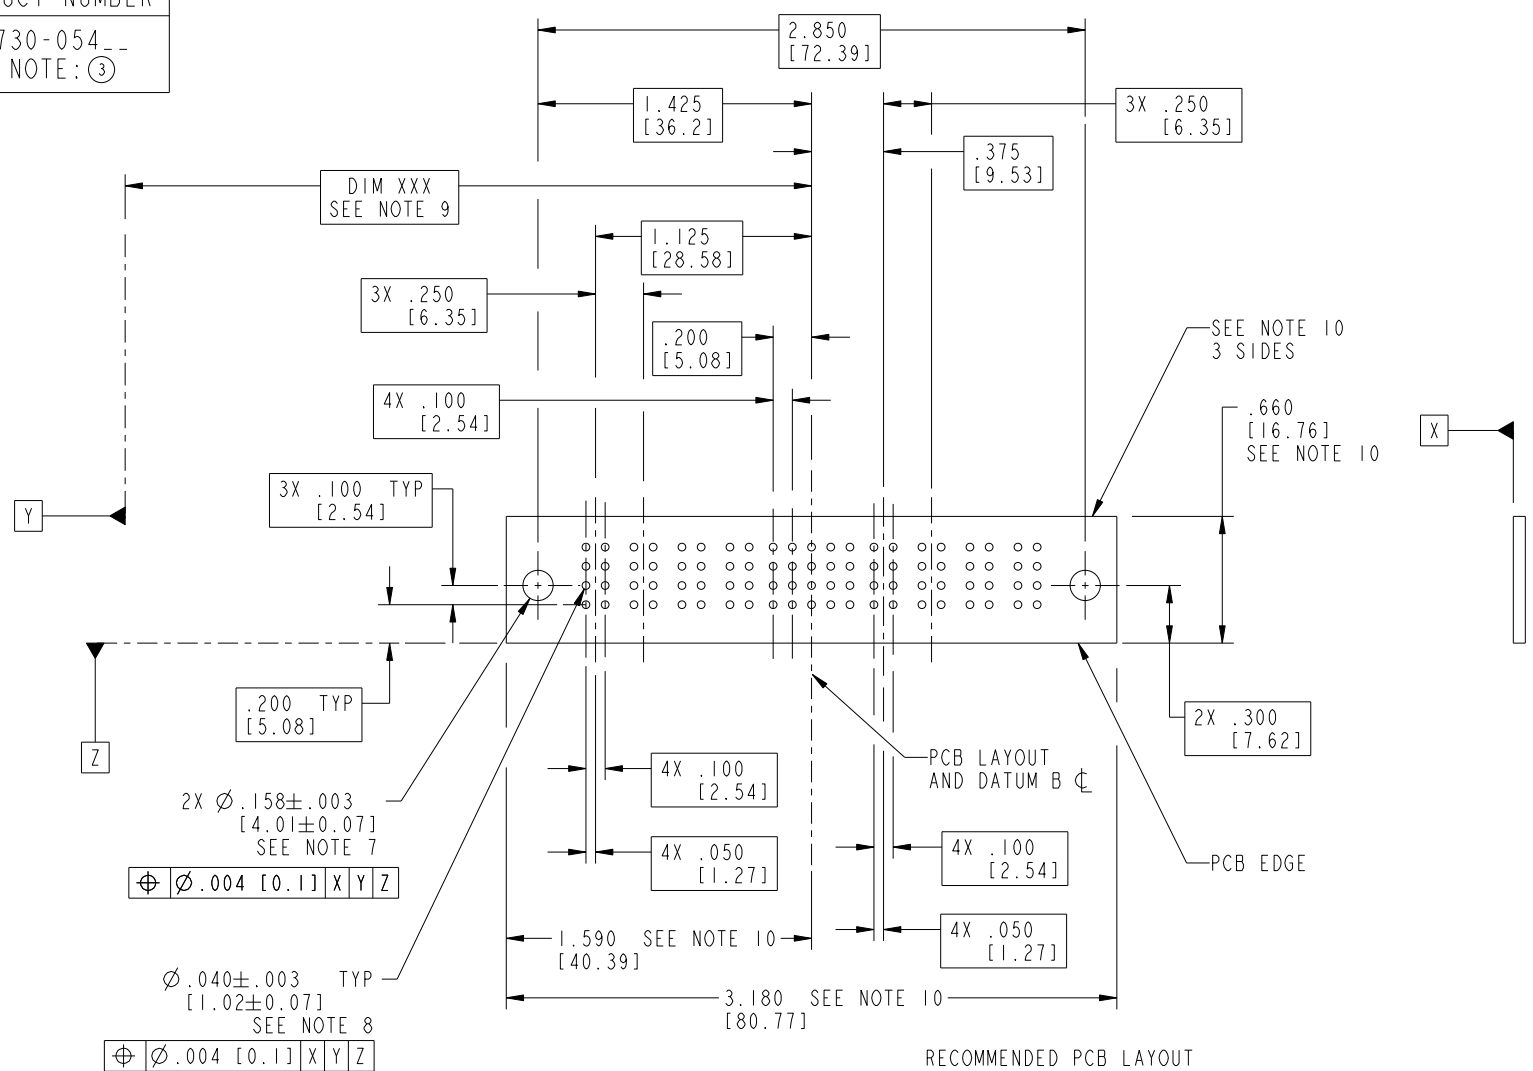 UCT NUMBER
730-054__
NOTE: 3
2.850
[72.39]
1.425
[36.2]
3X .250
[6.35]
.375
[9.53]
DIM XXX
SEE NOTE 9
1.125
[28.58]
3X .250
[6.35]
.200
[5.08]
SEE NOTE 10
3 SIDES
4X .100
[2.54]
.660
[16.76]
SEE NOTE 10
X
3X .100 TYP
[2.54]
Y
.200 TYP
[5.08]
2X .300
[7.62]
Z
PCB LAYOUT
AND DATUM B ℄
4X .100
[2.54]
2X Ø.158±.003
[4.01±0.07]
SEE NOTE 7
⌖ Ø.004 [0.1] X Y Z
4X .050
[1.27]
4X .100
[2.54]
PCB EDGE
1.590 SEE NOTE 10
[40.39]
4X .050
[1.27]
Ø.040±.003 TYP
[1.02±0.07]
SEE NOTE 8
⌖ Ø.004 [0.1] X Y Z
3.180 SEE NOTE 10
[80.77]
RECOMMENDED PCB LAYOUT